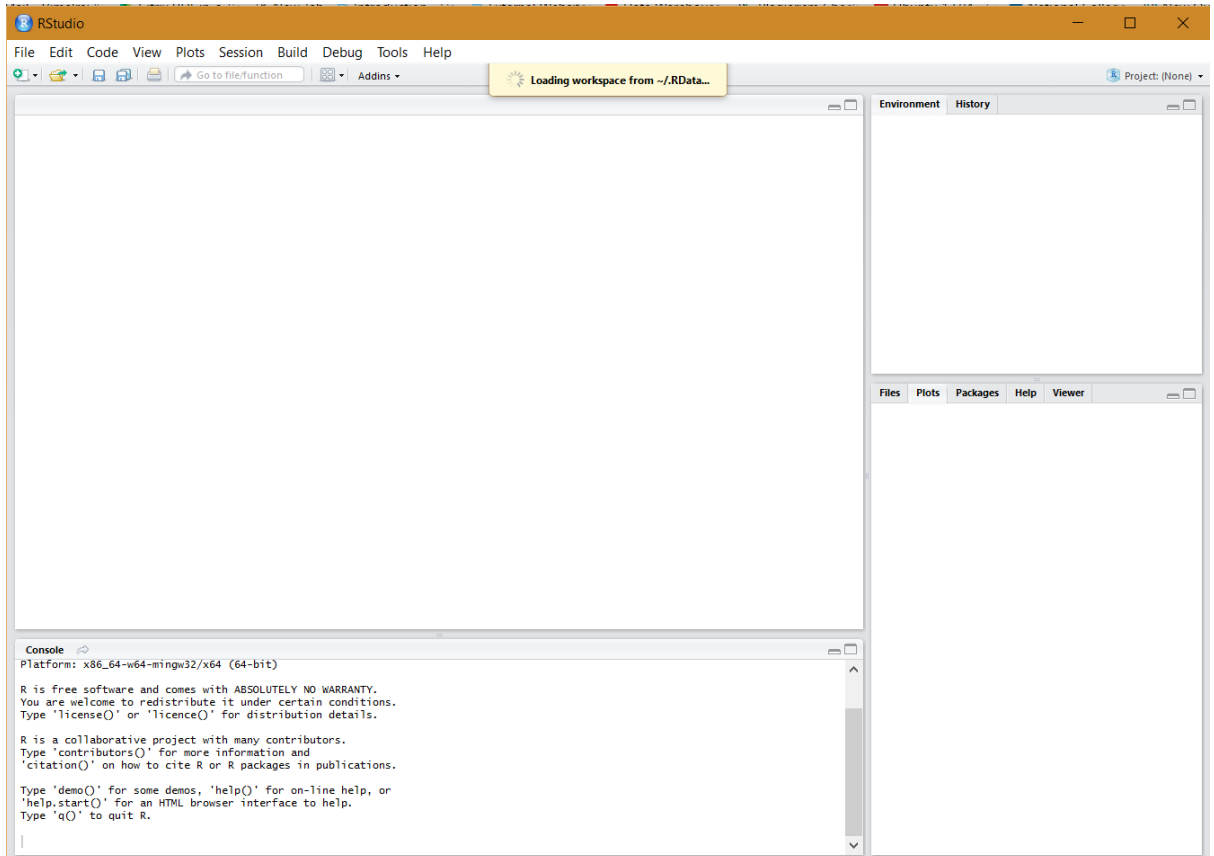 RStudio
File Edit Code View Plots Session Build Debug Tools Help
Go to file/function Addins Project: (None)
Loading workspace from ~/.RData...
Environment History
Files Plots Packages Help Viewer
Console
Platform: x86_64-w64-mingw32/x64 (64-bit)
R is free software and comes with ABSOLUTELY NO WARRANTY.
You are welcome to redistribute it under certain conditions.
Type 'license()' or 'licence()' for distribution details.
R is a collaborative project with many contributors.
Type 'contributors()' for more information and
'citation()' on how to cite R or R packages in publications.
Type 'demo()' for some demos, 'help()' for on-line help, or
'help.start()' for an HTML browser interface to help.
Type 'q()' to quit R.